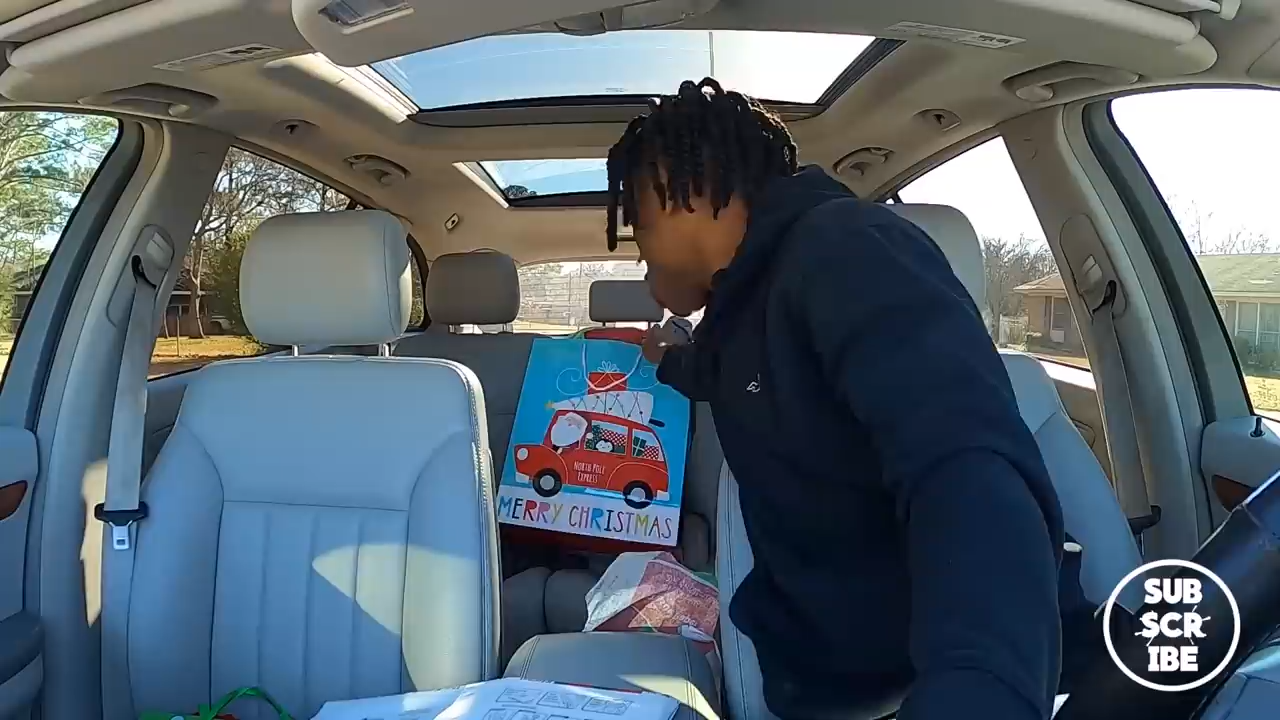 NORTH POLE
EXPRESS
MERRY CHRISTMAS
SUB
SCR
IBE